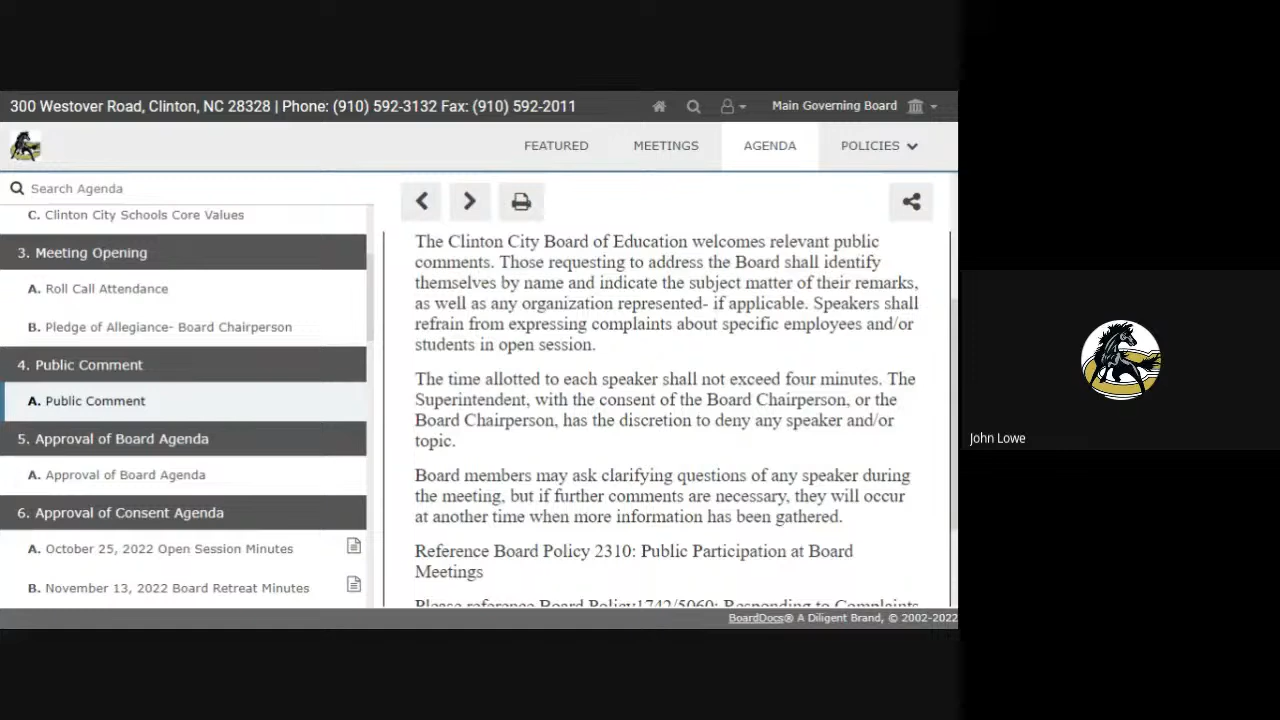 300 Westover Road, Clinton, NC 28328 | Phone: (910) 592-3132 Fax: (910) 592-2011
Main Governing Board
FEATURED
MEETINGS
AGENDA
POLICIES
Search Agenda
C. Clinton City Schools Core Values
3. Meeting Opening
A. Roll Call Attendance
B. Pledge of Allegiance- Board Chairperson
4. Public Comment
A. Public Comment
5. Approval of Board Agenda
A. Approval of Board Agenda
6. Approval of Consent Agenda
A. October 25, 2022 Open Session Minutes
B. November 13, 2022 Board Retreat Minutes
The Clinton City Board of Education welcomes relevant public
comments. Those requesting to address the Board shall identify
themselves by name and indicate the subject matter of their remarks,
as well as any organization represented- if applicable. Speakers shall
refrain from expressing complaints about specific employees and/or
students in open session.
The time allotted to each speaker shall not exceed four minutes. The
Superintendent, with the consent of the Board Chairperson, or the
Board Chairperson, has the discretion to deny any speaker and/or
topic.
Board members may ask clarifying questions of any speaker during
the meeting, but if further comments are necessary, they will occur
at another time when more information has been gathered.
Reference Board Policy 2310: Public Participation at Board
Meetings
Please reference Board Policy1742/5060: Responding to Complaints
BoardDocs® A Diligent Brand, © 2002-2022
John Lowe